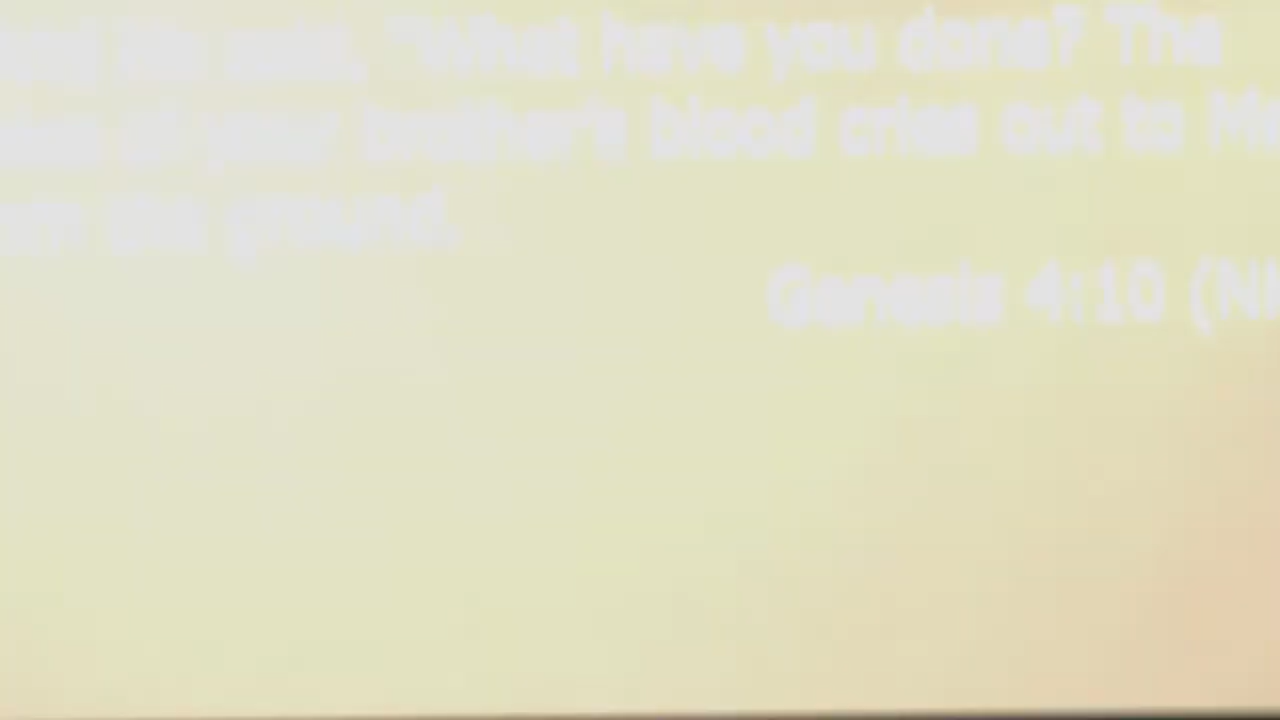 And He said, "What have you done? The
of your brother's blood cries out to Me
the ground.
Genesis 4:10 (NK